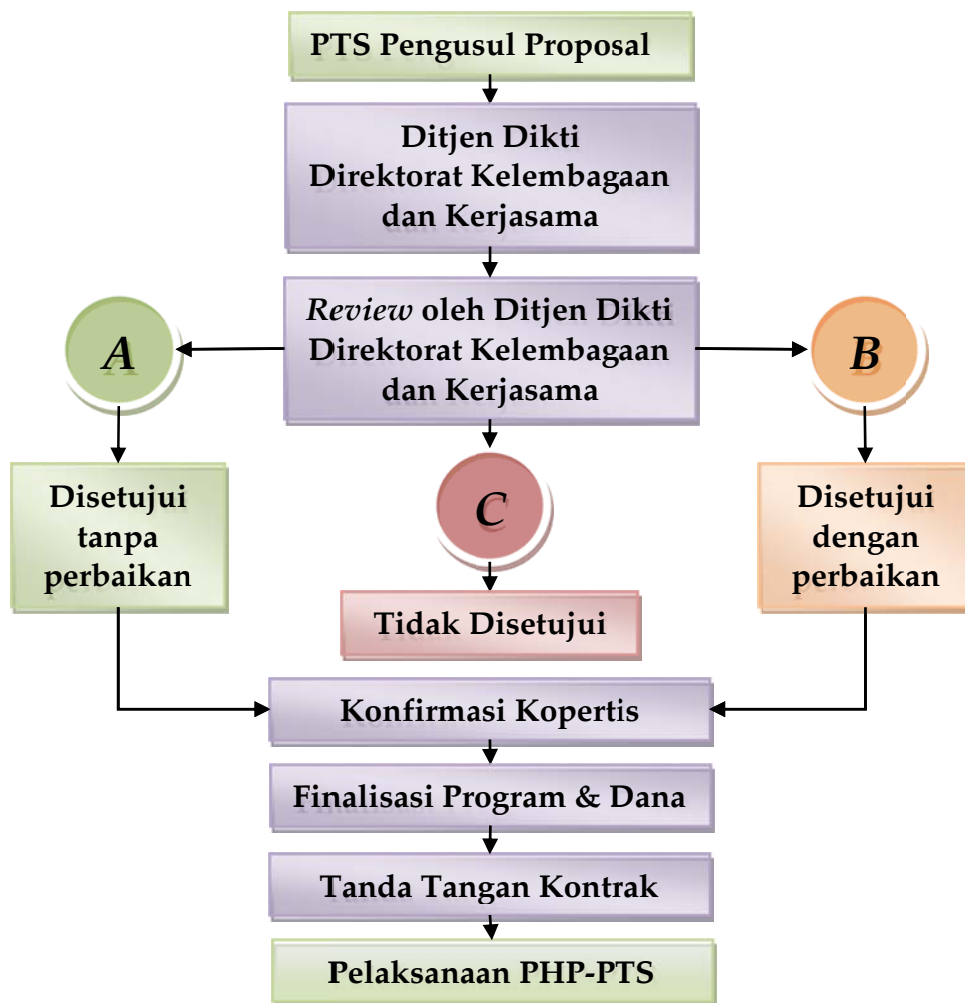 PTS Pengusul Proposal
Ditjen Dikti
Direktorat Kelembagaan
dan Kerjasama
Review oleh Ditjen Dikti
Direktorat Kelembagaan
dan Kerjasama
A
B
C
Disetujui
tanpa
perbaikan
Disetujui
dengan
perbaikan
Tidak Disetujui
Konfirmasi Kopertis
Finalisasi Program & Dana
Tanda Tangan Kontrak
Pelaksanaan PHP-PTS